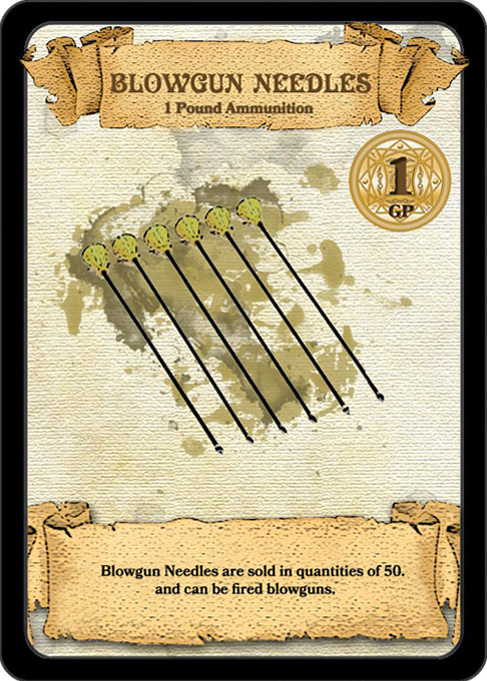 BLOWGUN NEEDLES
1 Pound Ammunition
1
GP
Blowgun Needles are sold in quantities of 50.
and can be fired blowguns.